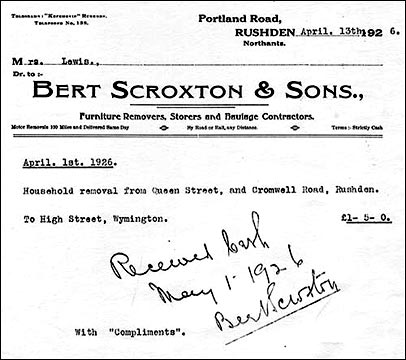 TELEGRAMS: "KEPSHEVIN" RUSHDEN.
TELEPHONE NO. 138.
Portland Road,
RUSHDEN April. 13th 1926.
Northants.
Mrs. Lewis.,
Dr. to :-
BERT SCROXTON & SONS.,
Furniture Removers, Storers and Haulage Contractors.
Motor Removals 100 Miles and Delivered Same Day
By Road or Rail, any Distance.
Terms :- Strictly Cash
April. 1st. 1926.
Household removal from Queen Street, and Cromwell Road, Rushden.
To High Street, Wymington. £1- 5- 0.
Received Cash
May 1- 1926
Bert Scroxton
With "Compliments".